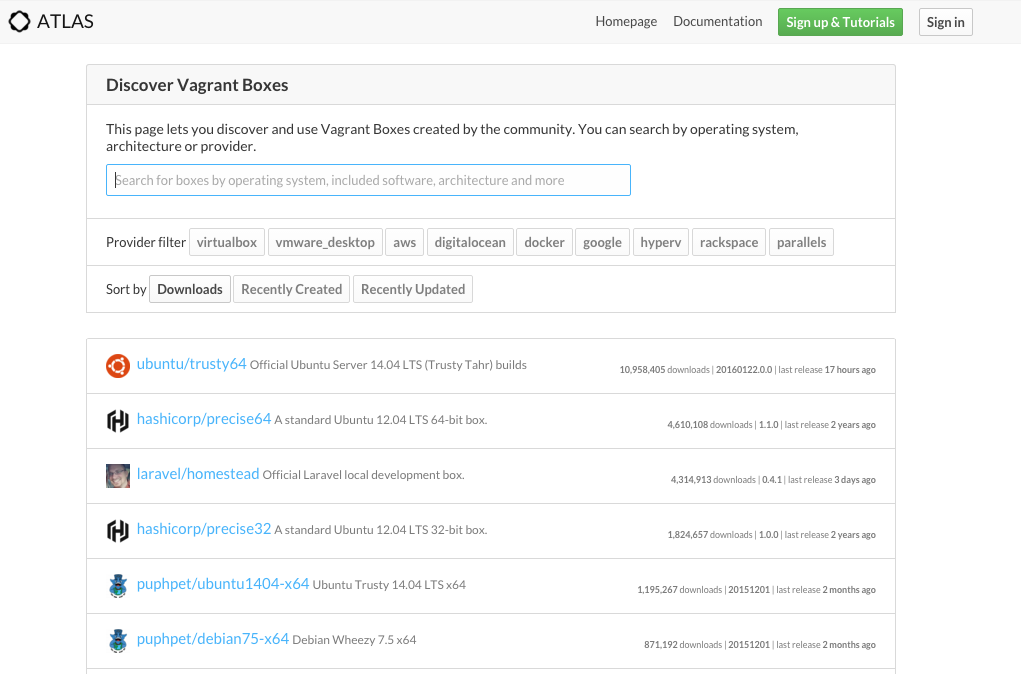 ATLAS Homepage Documentation Sign up & Tutorials Sign in
Discover Vagrant Boxes
This page lets you discover and use Vagrant Boxes created by the community. You can search by operating system,
architecture or provider.
Search for boxes by operating system, included software, architecture and more
Provider filter virtualbox vmware_desktop aws digitalocean docker google hyperv rackspace parallels
Sort by Downloads Recently Created Recently Updated
ubuntu/trusty64 Official Ubuntu Server 14.04 LTS (Trusty Tahr) builds 10,958,405 downloads | 20160122.0.0 | last release 17 hours ago
hashicorp/precise64 A standard Ubuntu 12.04 LTS 64-bit box. 4,610,108 downloads | 1.1.0 | last release 2 years ago
laravel/homestead Official Laravel local development box. 4,314,913 downloads | 0.4.1 | last release 3 days ago
hashicorp/precise32 A standard Ubuntu 12.04 LTS 32-bit box. 1,824,657 downloads | 1.0.0 | last release 2 years ago
puphpet/ubuntu1404-x64 Ubuntu Trusty 14.04 LTS x64 1,195,267 downloads | 20151201 | last release 2 months ago
puphpet/debian75-x64 Debian Wheezy 7.5 x64 871,192 downloads | 20151201 | last release 2 months ago